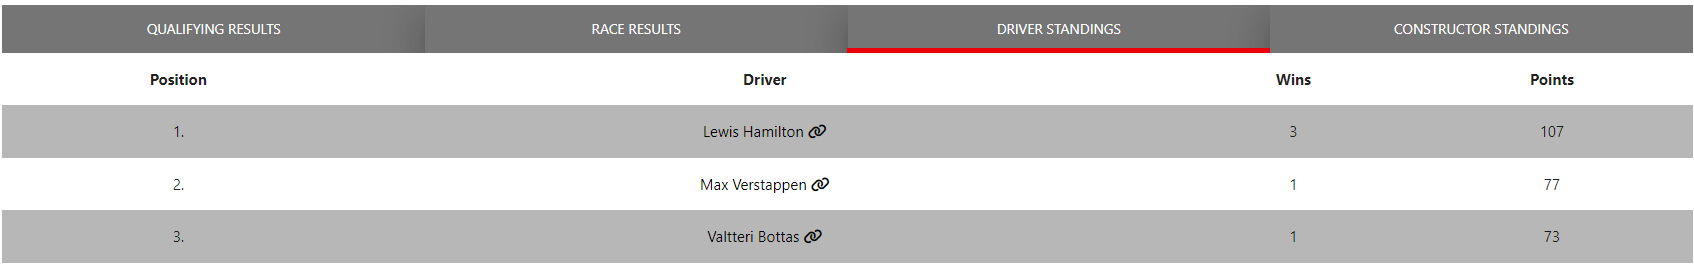 QUALIFYING RESULTS RACE RESULTS DRIVER STANDINGS CONSTRUCTOR STANDINGS
Position Driver Wins Points
1. Lewis Hamilton 3 107
2. Max Verstappen 1 77
3. Valtteri Bottas 1 73